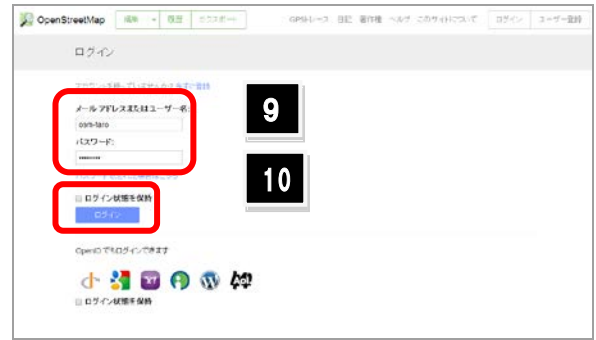 OpenStreetMap 編集 履歴 エクスポート GPSトレース 日記 著作権 ヘルプ このサイトについて ログイン ユーザー登録
ログイン
メールアドレスまたはユーザー名:
osm-taro
9
パスワード:
10
ログイン状態を保持
ログイン
OpenID でもログインできます
Aol
ログイン状態を保持